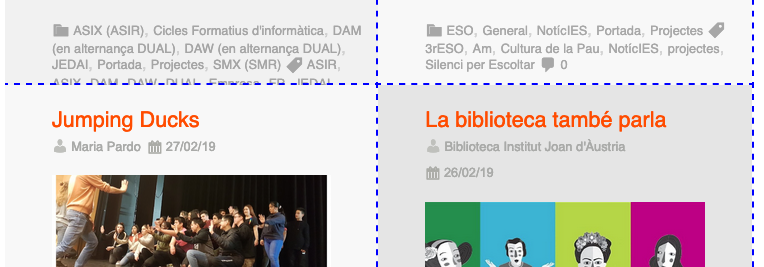 ASIX (ASIR), Cicles Formatius d'informàtica, DAM
(en alternança DUAL), DAW (en alternança DUAL),
JEDAI, Portada, Projectes, SMX (SMR) ASIR,
ASIX, DAM, DAW, DUAL, Empresa, FP, JEDAI,
ESO, General, NotícIES, Portada, Projectes
3rESO, Am, Cultura de la Pau, NotícIES, projectes,
Silenci per Escoltar 0
Jumping Ducks
Maria Pardo 27/02/19
La biblioteca també parla
Biblioteca Institut Joan d'Àustria
26/02/19